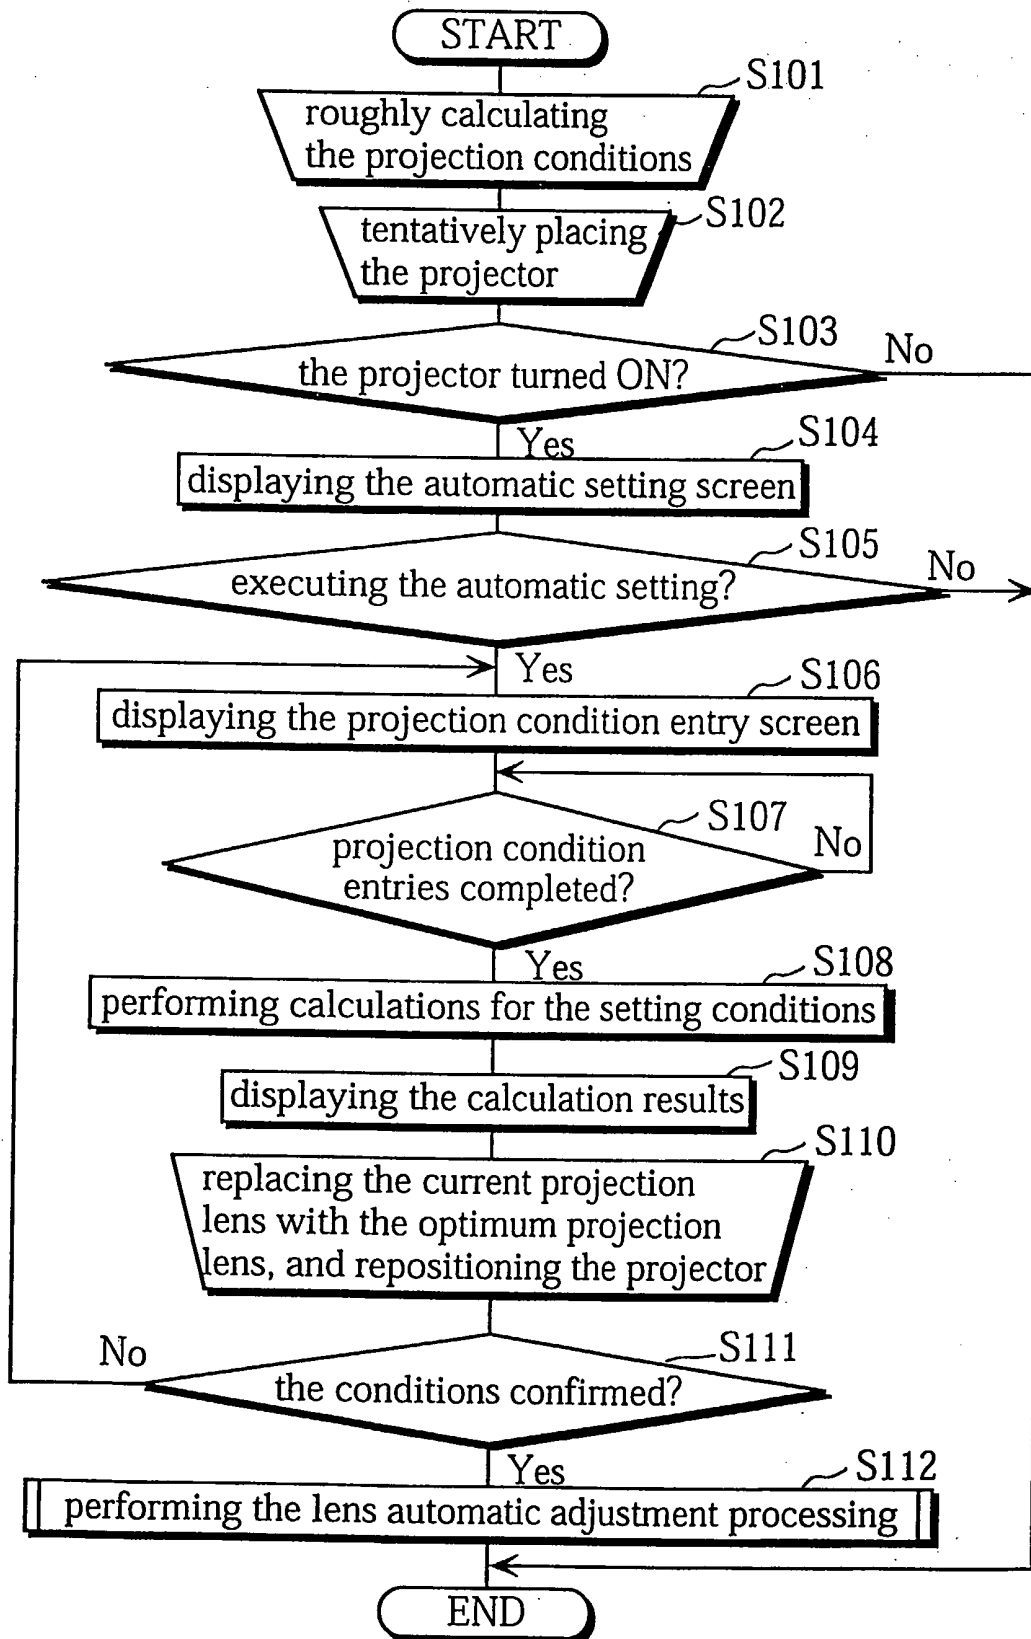 START
S101
roughly calculating
the projection conditions
S102
tentatively placing
the projector
S103
No
the projector turned ON?
Yes
S104
displaying the automatic setting screen
S105
No
executing the automatic setting?
Yes
S106
displaying the projection condition entry screen
S107
No
projection condition
entries completed?
Yes
S108
performing calculations for the setting conditions
S109
displaying the calculation results
S110
replacing the current projection
lens with the optimum projection
lens, and repositioning the projector
No
S111
the conditions confirmed?
Yes
S112
performing the lens automatic adjustment processing
END